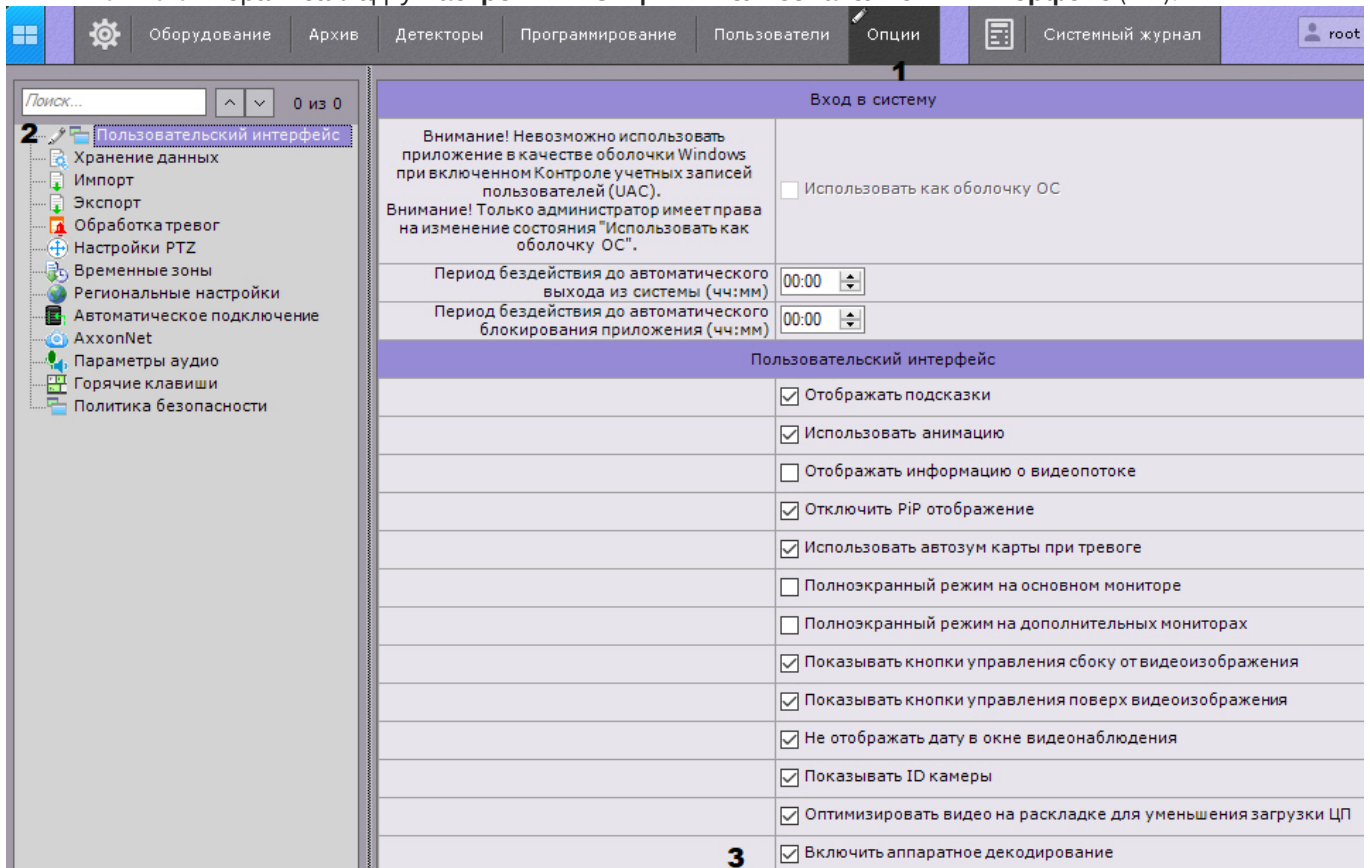 Оборудование Архив Детекторы Программирование Пользователи Опции Системный журнал root
1
Поиск... 0 из 0
2 Пользовательский интерфейс
Хранение данных
Импорт
Экспорт
Обработка тревог
Настройки PTZ
Временные зоны
Региональные настройки
Автоматическое подключение
AxxonNet
Параметры аудио
Горячие клавиши
Политика безопасности
Вход в систему
Внимание! Невозможно использовать
приложение в качестве оболочки Windows
при включенном Контроле учетных записей
пользователей (UAC).
Внимание! Только администратор имеет права
на изменение состояния "Использовать как
оболочку ОС".
Использовать как оболочку ОС
Период бездействия до автоматического
выхода из системы (чч:мм)
00:00
Период бездействия до автоматического
блокирования приложения (чч:мм)
00:00
Пользовательский интерфейс
Отображать подсказки
Использовать анимацию
Отображать информацию о видеопотоке
Отключить PiP отображение
Использовать автозум карты при тревоге
Полноэкранный режим на основном мониторе
Полноэкранный режим на дополнительных мониторах
Показывать кнопки управления сбоку от видеоизображения
Показывать кнопки управления поверх видеоизображения
Не отображать дату в окне видеонаблюдения
Показывать ID камеры
Оптимизировать видео на раскладке для уменьшения загрузки ЦП
3 Включить аппаратное декодирование